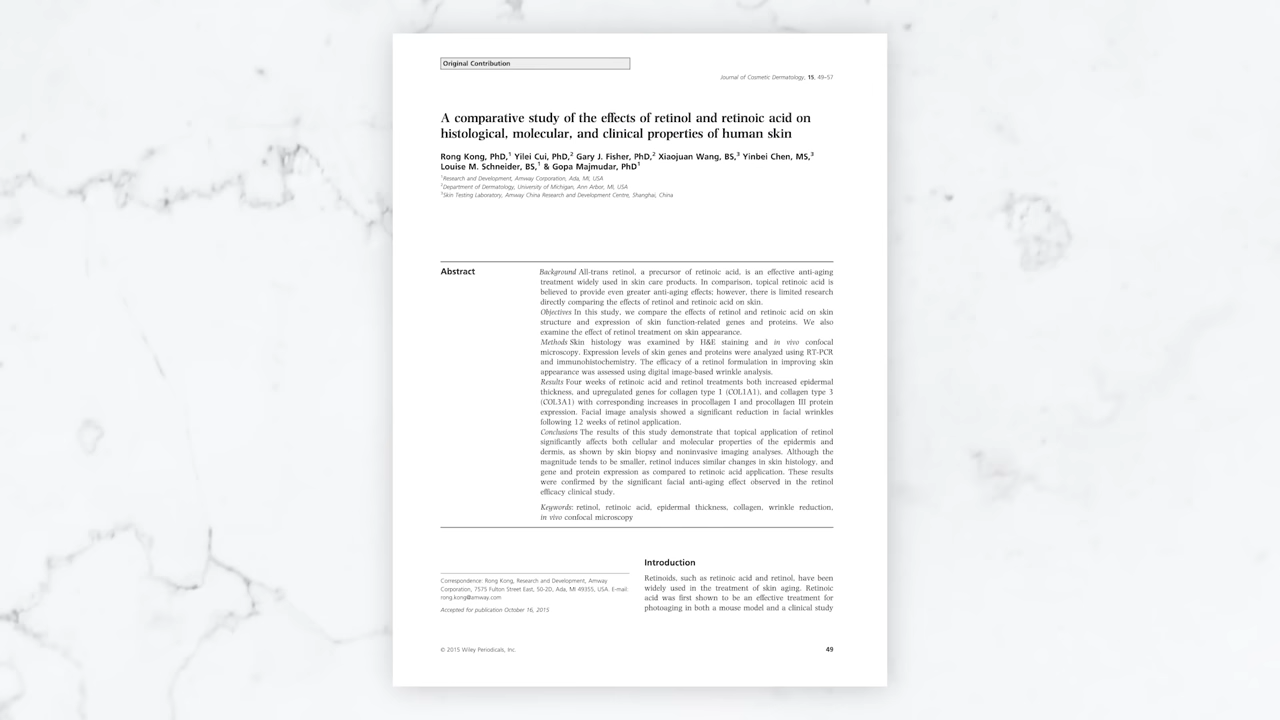 Original Contribution
Journal of Cosmetic Dermatology, 15, 49–57
A comparative study of the effects of retinol and retinoic acid on
histological, molecular, and clinical properties of human skin
Rong Kong, PhD,1 Yilei Cui, PhD,2 Gary J. Fisher, PhD,2 Xiaojuan Wang, BS,3 Yinbei Chen, MS,3
Louise M. Schneider, BS,1 & Gopa Majmudar, PhD1
1Research and Development, Amway Corporation, Ada, MI, USA
2Department of Dermatology, University of Michigan, Ann Arbor, MI, USA
3Skin Testing Laboratory, Amway China Research and Development Centre, Shanghai, China
Abstract
Background All-trans retinol, a precursor of retinoic acid, is an effective anti-aging
treatment widely used in skin care products. In comparison, topical retinoic acid is
believed to provide even greater anti-aging effects; however, there is limited research
directly comparing the effects of retinol and retinoic acid on skin.
Objectives In this study, we compare the effects of retinol and retinoic acid on skin
structure and expression of skin function-related genes and proteins. We also
examine the effect of retinol treatment on skin appearance.
Methods Skin histology was examined by H&E staining and in vivo confocal
microscopy. Expression levels of skin genes and proteins were analyzed using RT-PCR
and immunohistochemistry. The efficacy of a retinol formulation in improving skin
appearance was assessed using digital image-based wrinkle analysis.
Results Four weeks of retinoic acid and retinol treatments both increased epidermal
thickness, and upregulated genes for collagen type 1 (COL1A1), and collagen type 3
(COL3A1) with corresponding increases in procollagen I and procollagen III protein
expression. Facial image analysis showed a significant reduction in facial wrinkles
following 12 weeks of retinol application.
Conclusions The results of this study demonstrate that topical application of retinol
significantly affects both cellular and molecular properties of the epidermis and
dermis, as shown by skin biopsy and noninvasive imaging analyses. Although the
magnitude tends to be smaller, retinol induces similar changes in skin histology, and
gene and protein expression as compared to retinoic acid application. These results
were confirmed by the significant facial anti-aging effect observed in the retinol
efficacy clinical study.
Keywords: retinol, retinoic acid, epidermal thickness, collagen, wrinkle reduction,
in vivo confocal microscopy
Correspondence: Rong Kong, Research and Development, Amway
Corporation, 7575 Fulton Street East, 50-2D, Ada, MI 49355, USA. E-mail:
rong.kong@amway.com
Accepted for publication October 16, 2015
Introduction
Retinoids, such as retinoic acid and retinol, have been
widely used in the treatment of skin aging. Retinoic
acid was first shown to be an effective treatment for
photoaging in both a mouse model and a clinical study
© 2015 Wiley Periodicals, Inc.
49